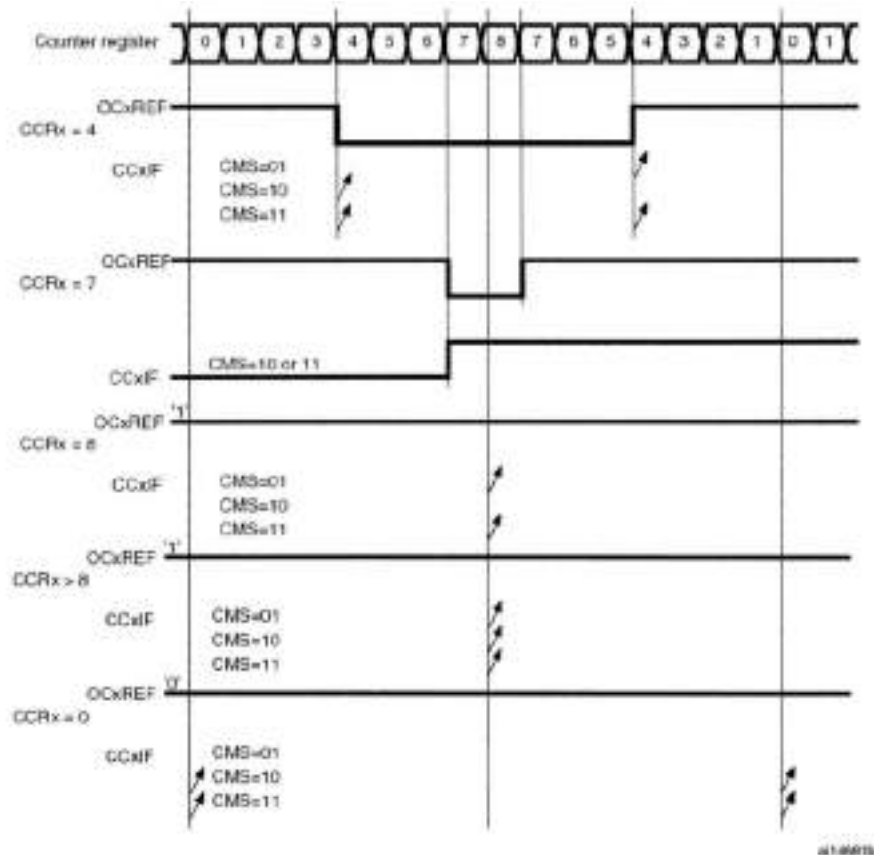 Counter register 0 1 2 3 4 5 6 7 8 7 6 5 4 3 2 1 0 1
OCxREF
CCRx = 4
CCxIF
CMS=01
CMS=10
CMS=11
OCxREF
CCRx = 7
CMS=10 or 11
CCxIF
OCxREF '1'
CCRx = 8
CCxIF
CMS=01
CMS=10
CMS=11
OCxREF '1'
CCRx > 8
CCxIF
CMS=01
CMS=10
CMS=11
OCxREF '0'
CCRx = 0
CCxIF
CMS=01
CMS=10
CMS=11